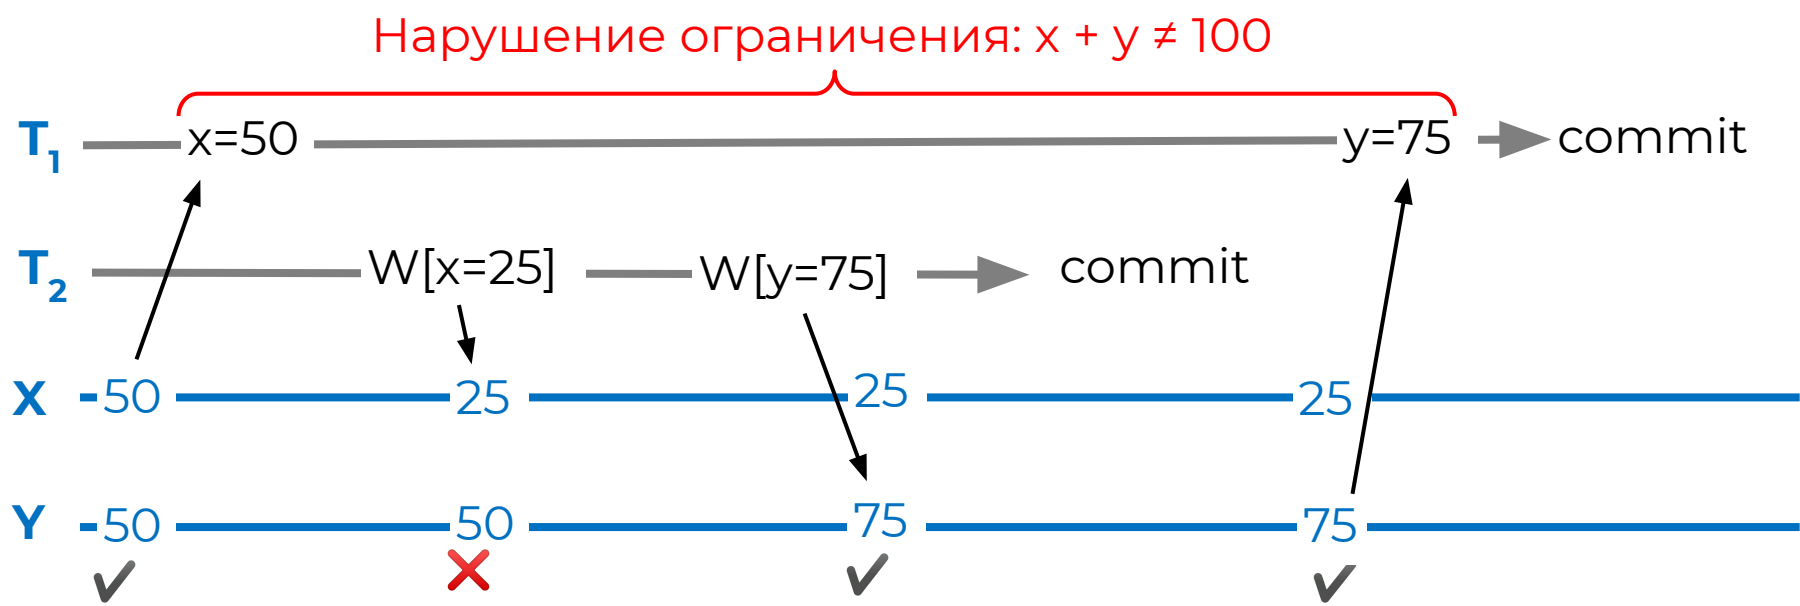 Нарушение ограничения: x + y ≠ 100
T1 x=50 y=75 commit
T2 W[x=25] W[y=75] commit
X 50 25 25 25
Y 50 50 75 75